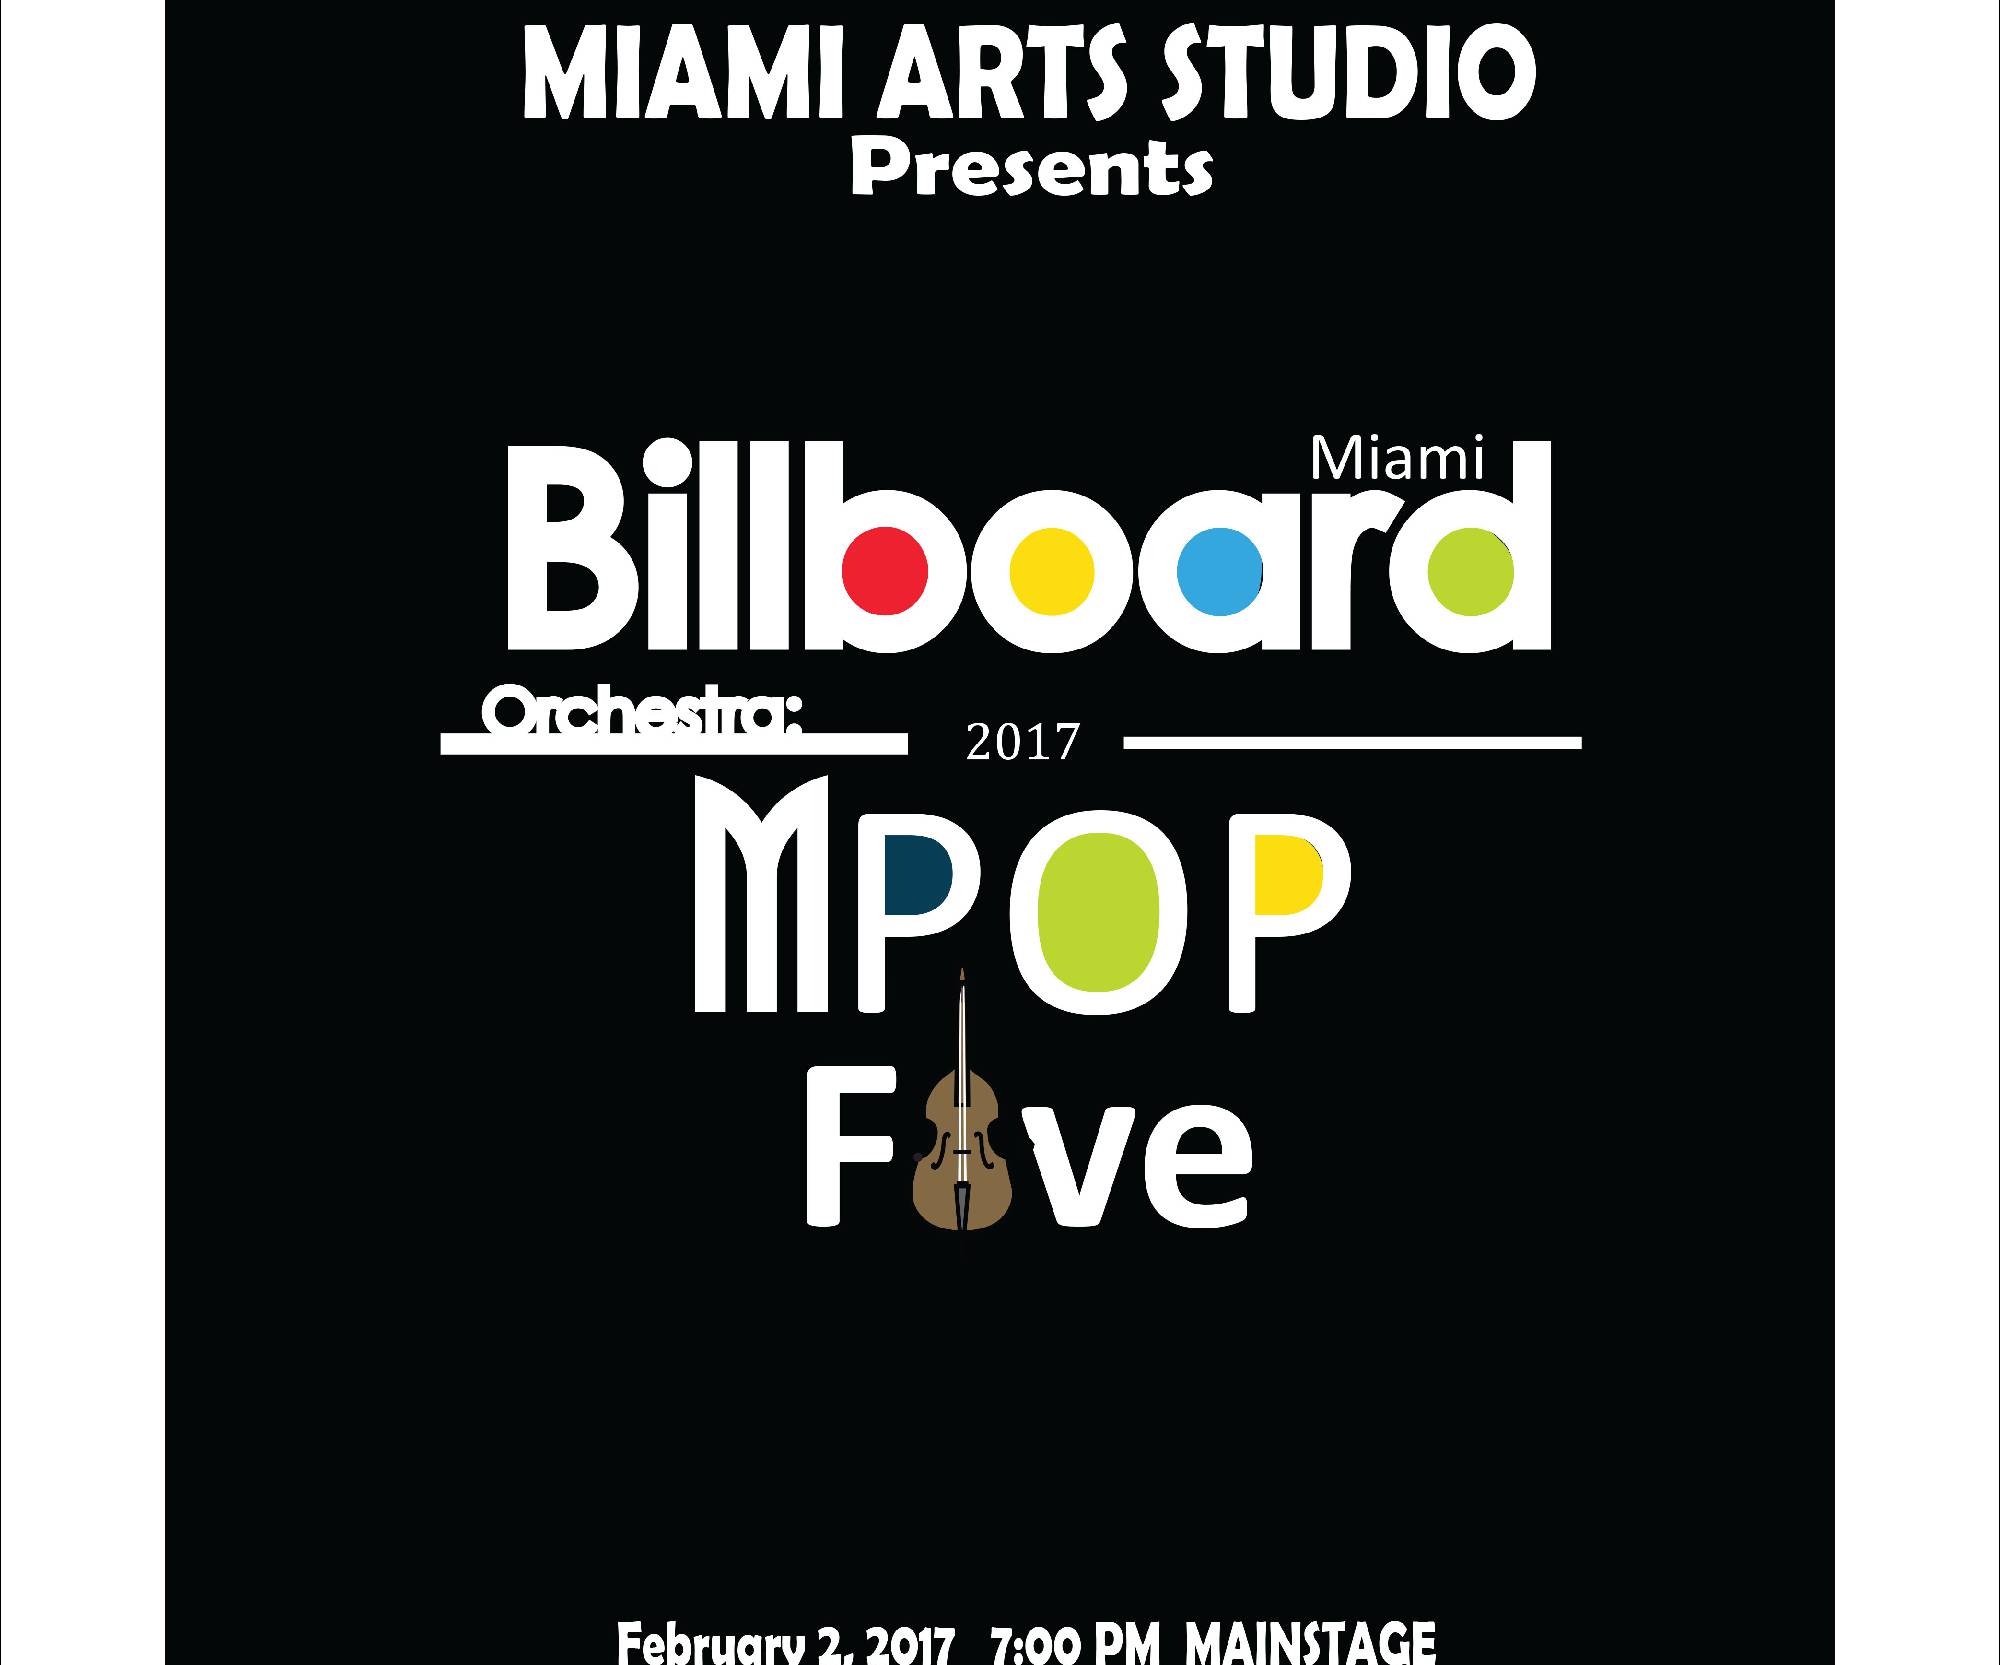 MIAMI ARTS STUDIO
Presents
Miami
Billboard
Orchestra:
2017
MPOP
Five
February 2, 2017 7:00 PM MAINSTAGE